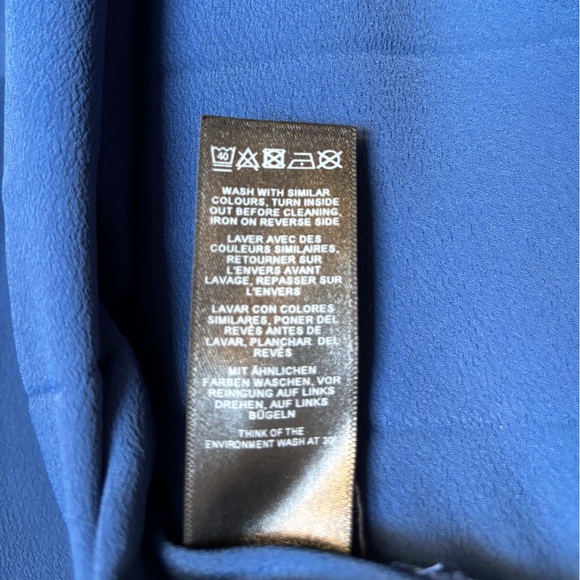 40
WASH WITH SIMILAR
COLOURS, TURN INSIDE
OUT BEFORE CLEANING,
IRON ON REVERSE SIDE
LAVER AVEC DES
COULEURS SIMILAIRES,
RETOURNER SUR
L'ENVERS AVANT
LAVAGE, REPASSER SUR
L'ENVERS
LAVAR CON COLORES
SIMILARES, PONER DEL
REVÉS ANTES DE
LAVAR, PLANCHAR DEL
REVÉS
MIT ÄHNLICHEN
FARBEN WASCHEN, VOR
REINIGUNG AUF LINKS
DREHEN, AUF LINKS
BÜGELN
THINK OF THE
ENVIRONMENT WASH AT 30°